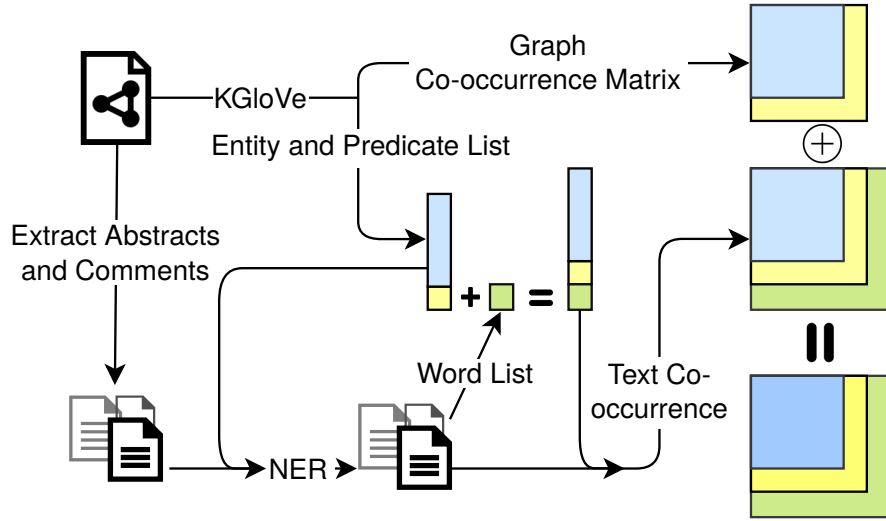 Graph
Co-occurrence Matrix
KGloVe
Entity and Predicate List
Extract Abstracts
and Comments
+
=
Word List
Text Co-
occurrence
NER